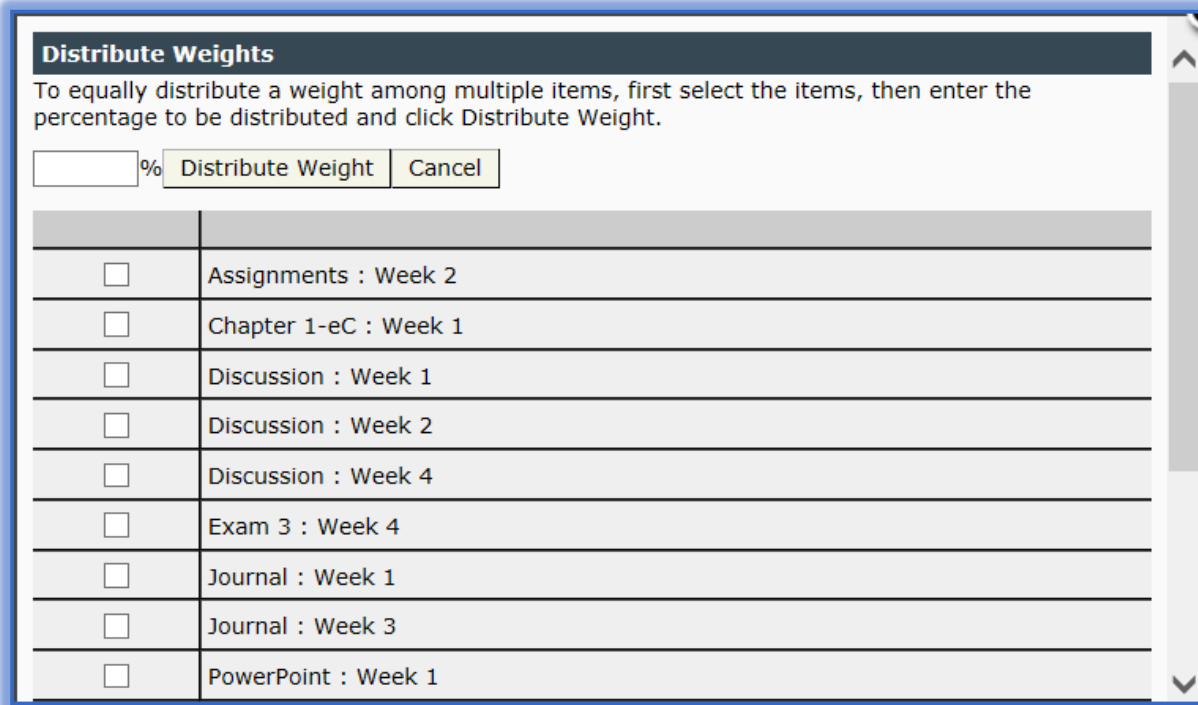 Distribute Weights
To equally distribute a weight among multiple items, first select the items, then enter the
percentage to be distributed and click Distribute Weight.
% Distribute Weight Cancel
Assignments : Week 2
Chapter 1-eC : Week 1
Discussion : Week 1
Discussion : Week 2
Discussion : Week 4
Exam 3 : Week 4
Journal : Week 1
Journal : Week 3
PowerPoint : Week 1